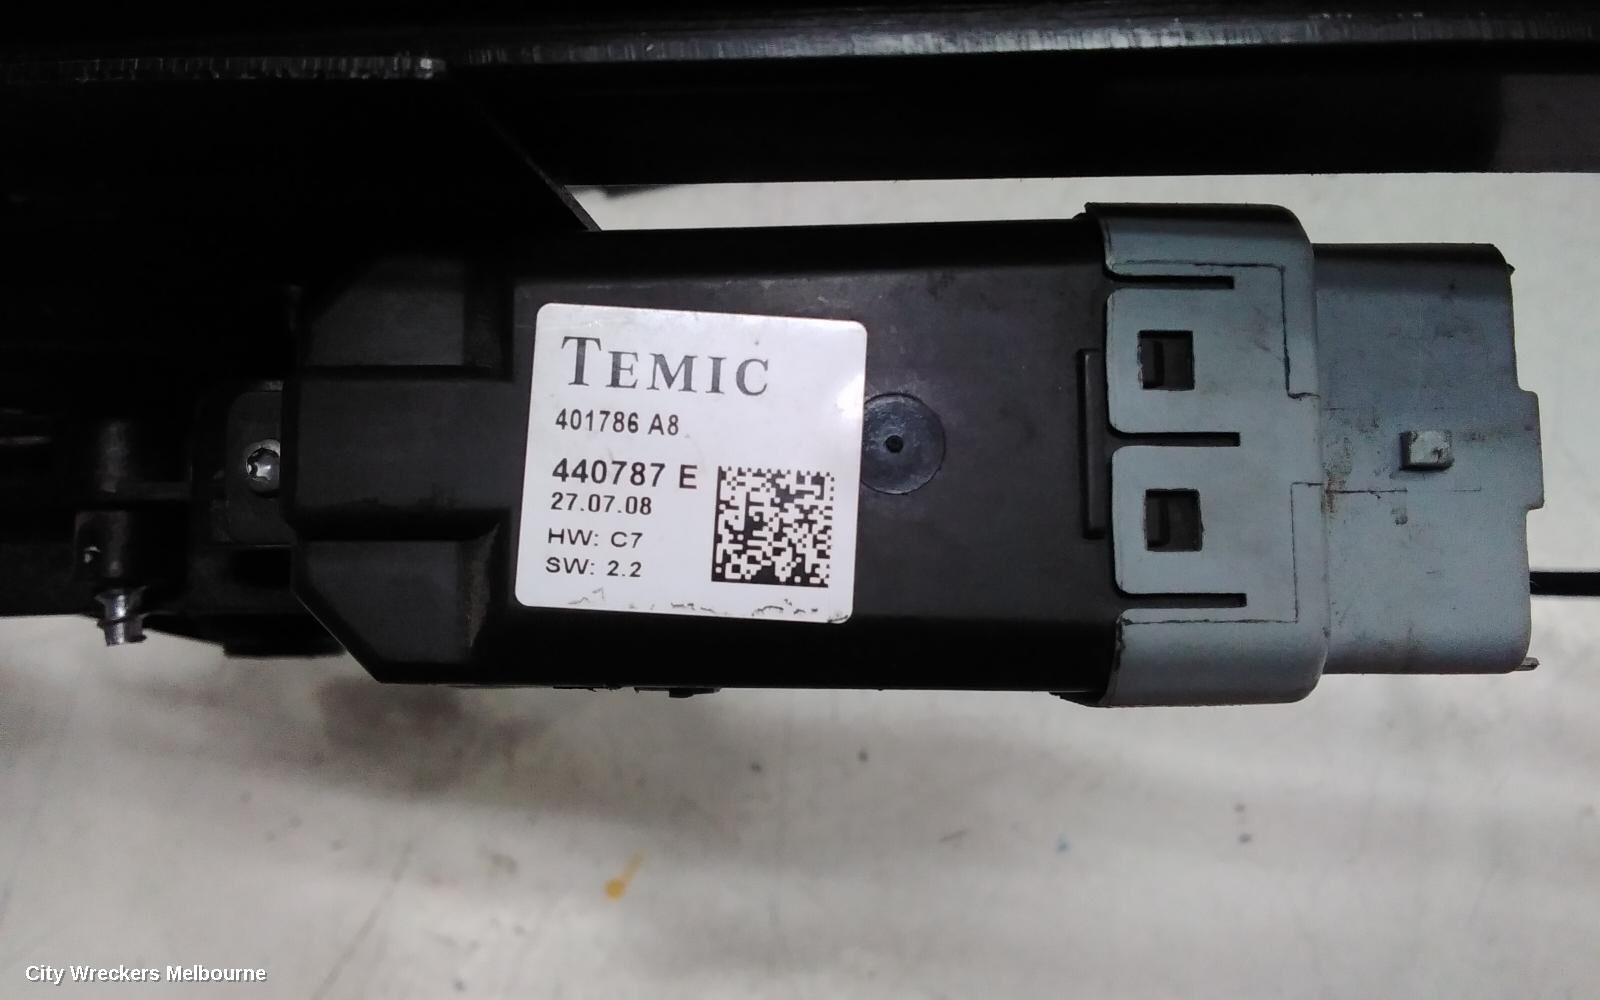 TEMIC
401786 A8
440787 E
27.07.08
HW: C7
SW: 2.2
City Wreckers Melbourne